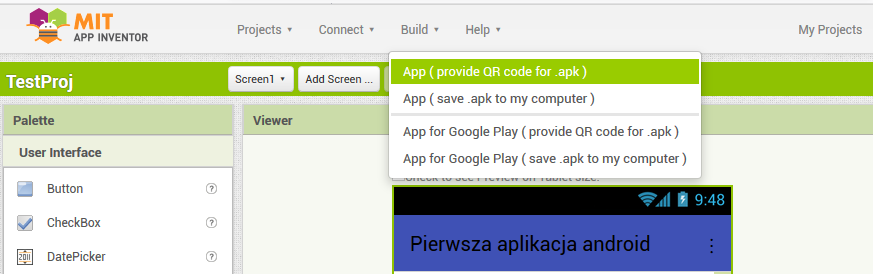 MIT
APP INVENTOR
Projects Connect Build Help My Projects
App ( provide QR code for .apk )
App ( save .apk to my computer )
App for Google Play ( provide QR code for .apk )
App for Google Play ( save .apk to my computer )
TestProj Screen1 Add Screen ...
Palette Viewer
User Interface
Check to see Preview on Tablet size.
Button ?
CheckBox ?
2011 DatePicker ?
9:48
Pierwsza aplikacja android